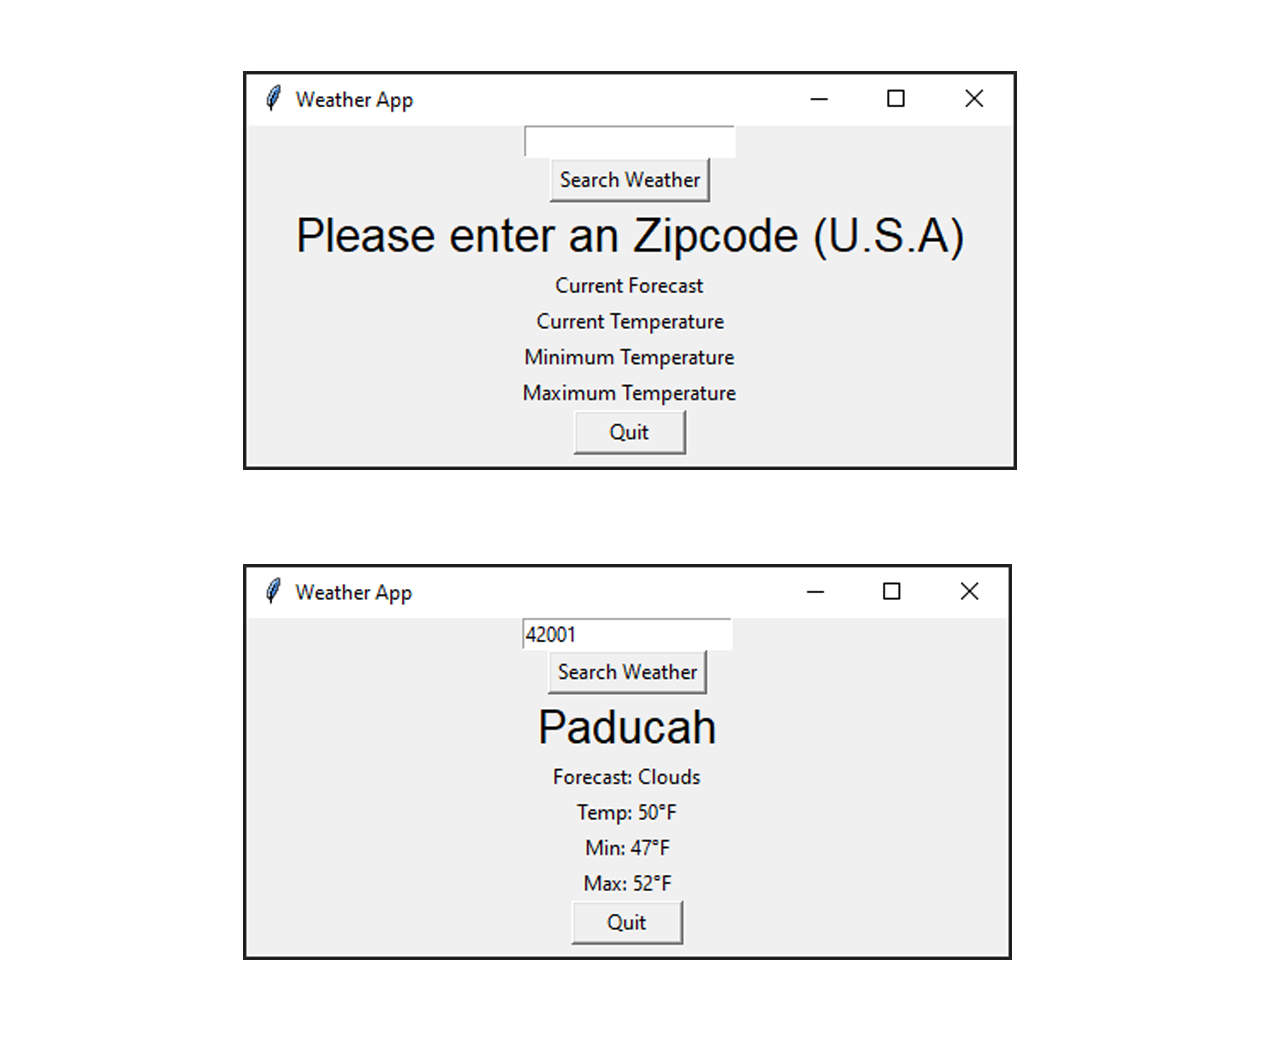 Weather App
Search Weather
Please enter an Zipcode (U.S.A)
Current Forecast
Current Temperature
Minimum Temperature
Maximum Temperature
Quit
Weather App
42001
Search Weather
Paducah
Forecast: Clouds
Temp: 50°F
Min: 47°F
Max: 52°F
Quit